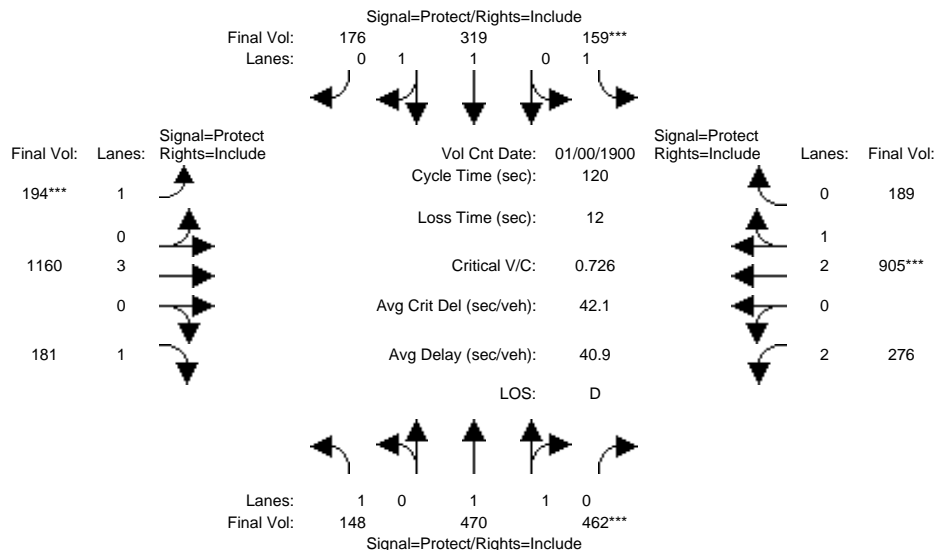 Signal=Protect/Rights=Include
Final Vol: 176 319 159***
Lanes: 0 1 1 0 1
Signal=Protect Signal=Protect
Final Vol: Lanes: Rights=Include Vol Cnt Date: 01/00/1900 Rights=Include Lanes: Final Vol:
Cycle Time (sec): 120
194*** 1 0 189
Loss Time (sec): 12
0 1
1160 3 Critical V/C: 0.726 2 905***
0 Avg Crit Del (sec/veh): 42.1 0
181 1 Avg Delay (sec/veh): 40.9 2 276
LOS: D
Lanes: 1 0 1 1 0
Final Vol: 148 470 462***
Signal=Protect/Rights=Include